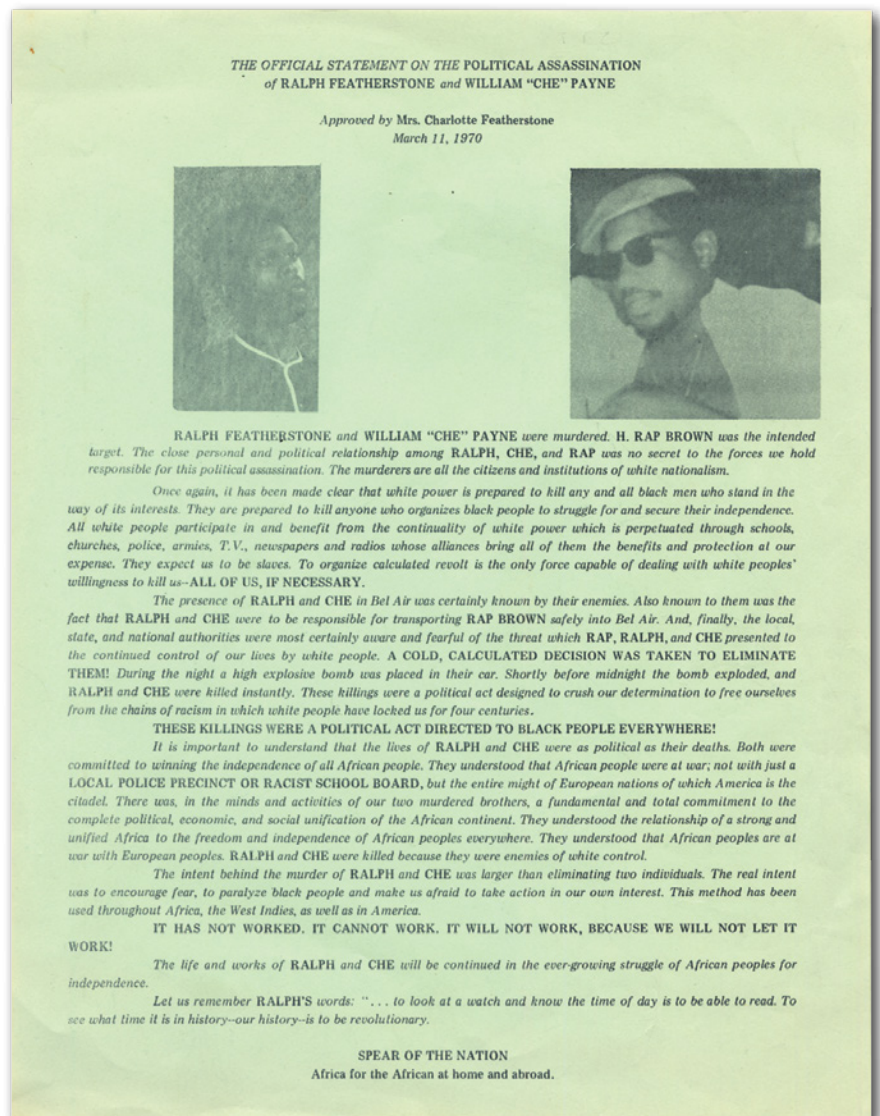 THE OFFICIAL STATEMENT ON THE POLITICAL ASSASSINATION
of RALPH FEATHERSTONE and WILLIAM “CHE” PAYNE
Approved by Mrs. Charlotte Featherstone
March 11, 1970
RALPH FEATHERSTONE and WILLIAM “CHE” PAYNE were murdered. H. RAP BROWN was the intended
target. The close personal and political relationship among RALPH, CHE, and RAP was no secret to the forces we hold
responsible for this political assassination. The murderers are all the citizens and institutions of white nationalism.
Once again, it has been made clear that white power is prepared to kill any and all black men who stand in the
way of its interests. They are prepared to kill anyone who organizes black people to struggle for and secure their independence.
All white people participate in and benefit from the continuality of white power which is perpetuated through schools,
churches, police, armies, T.V., newspapers and radios whose alliances bring all of them the benefits and protection at our
expense. They expect us to be slaves. To organize calculated revolt is the only force capable of dealing with white peoples’
willingness to kill us--ALL OF US, IF NECESSARY.
The presence of RALPH and CHE in Bel Air was certainly known by their enemies. Also known to them was the
fact that RALPH and CHE were to be responsible for transporting RAP BROWN safely into Bel Air. And, finally, the local,
state, and national authorities were most certainly aware and fearful of the threat which RAP, RALPH, and CHE presented to
the continued control of our lives by white people. A COLD, CALCULATED DECISION WAS TAKEN TO ELIMINATE
THEM! During the night a high explosive bomb was placed in their car. Shortly before midnight the bomb exploded, and
RALPH and CHE were killed instantly. These killings were a political act designed to crush our determination to free ourselves
from the chains of racism in which white people have locked us for four centuries.
THESE KILLINGS WERE A POLITICAL ACT DIRECTED TO BLACK PEOPLE EVERYWHERE!
It is important to understand that the lives of RALPH and CHE were as political as their deaths. Both were
committed to winning the independence of all African people. They understood that African people were at war; not with just a
LOCAL POLICE PRECINCT OR RACIST SCHOOL BOARD, but the entire might of European nations of which America is the
citadel. There was, in the minds and activities of our two murdered brothers, a fundamental and total commitment to the
complete political, economic, and social unification of the African continent. They understood the relationship of a strong and
unified Africa to the freedom and independence of African peoples everywhere. They understood that African peoples are at
war with European peoples. RALPH and CHE were killed because they were enemies of white control.
The intent behind the murder of RALPH and CHE was larger than eliminating two individuals. The real intent
was to encourage fear, to paralyze black people and make us afraid to take action in our own interest. This method has been
used throughout Africa, the West Indies, as well as in America.
IT HAS NOT WORKED. IT CANNOT WORK. IT WILL NOT WORK, BECAUSE WE WILL NOT LET IT
WORK!
The life and works of RALPH and CHE will be continued in the ever-growing struggle of African peoples for
independence.
Let us remember RALPH’S words: “. . . to look at a watch and know the time of day is to be able to read. To
see what time it is in history--our history--is to be revolutionary.
SPEAR OF THE NATION
Africa for the African at home and abroad.